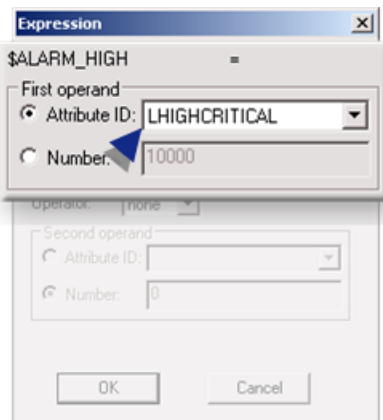 Expression
$ALARM_HIGH =
First operand
Attribute ID: LHIGHCRITICAL
Number: 10000
Operator: none
Second operand
Attribute ID:
Number: 0
OK Cancel